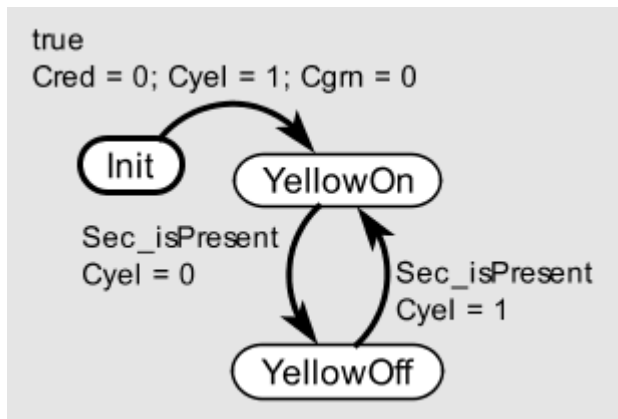 true
Cred = 0; Cyel = 1; Cgrn = 0
Init
YellowOn
Sec_isPresent
Cyel = 0
Sec_isPresent
Cyel = 1
YellowOff